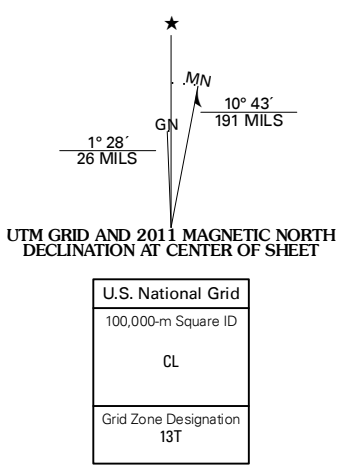 MN
10° 43´
191 MILS
GN
1° 28´
26 MILS
UTM GRID AND 2011 MAGNETIC NORTH
DECLINATION AT CENTER OF SHEET
U.S. National Grid
100,000-m Square ID
CL
Grid Zone Designation
13T